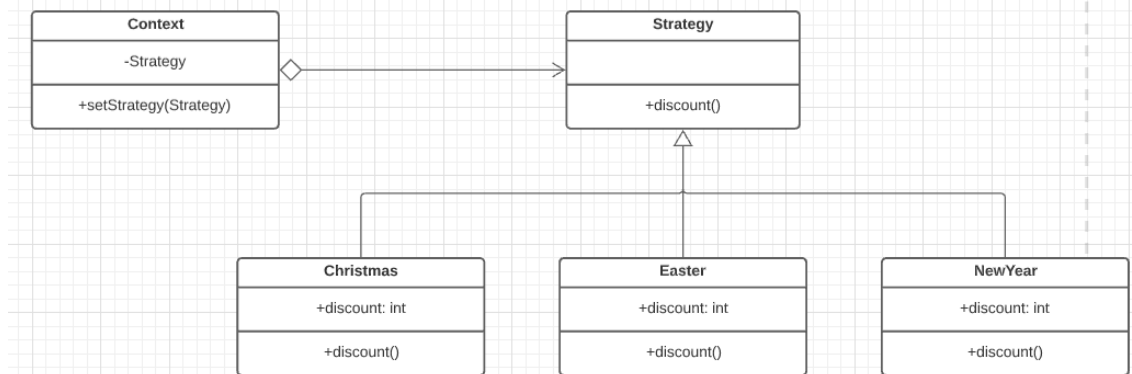 Context
-Strategy
+setStrategy(Strategy)
Strategy
+discount()
Christmas
+discount: int
+discount()
Easter
+discount: int
+discount()
NewYear
+discount: int
+discount()